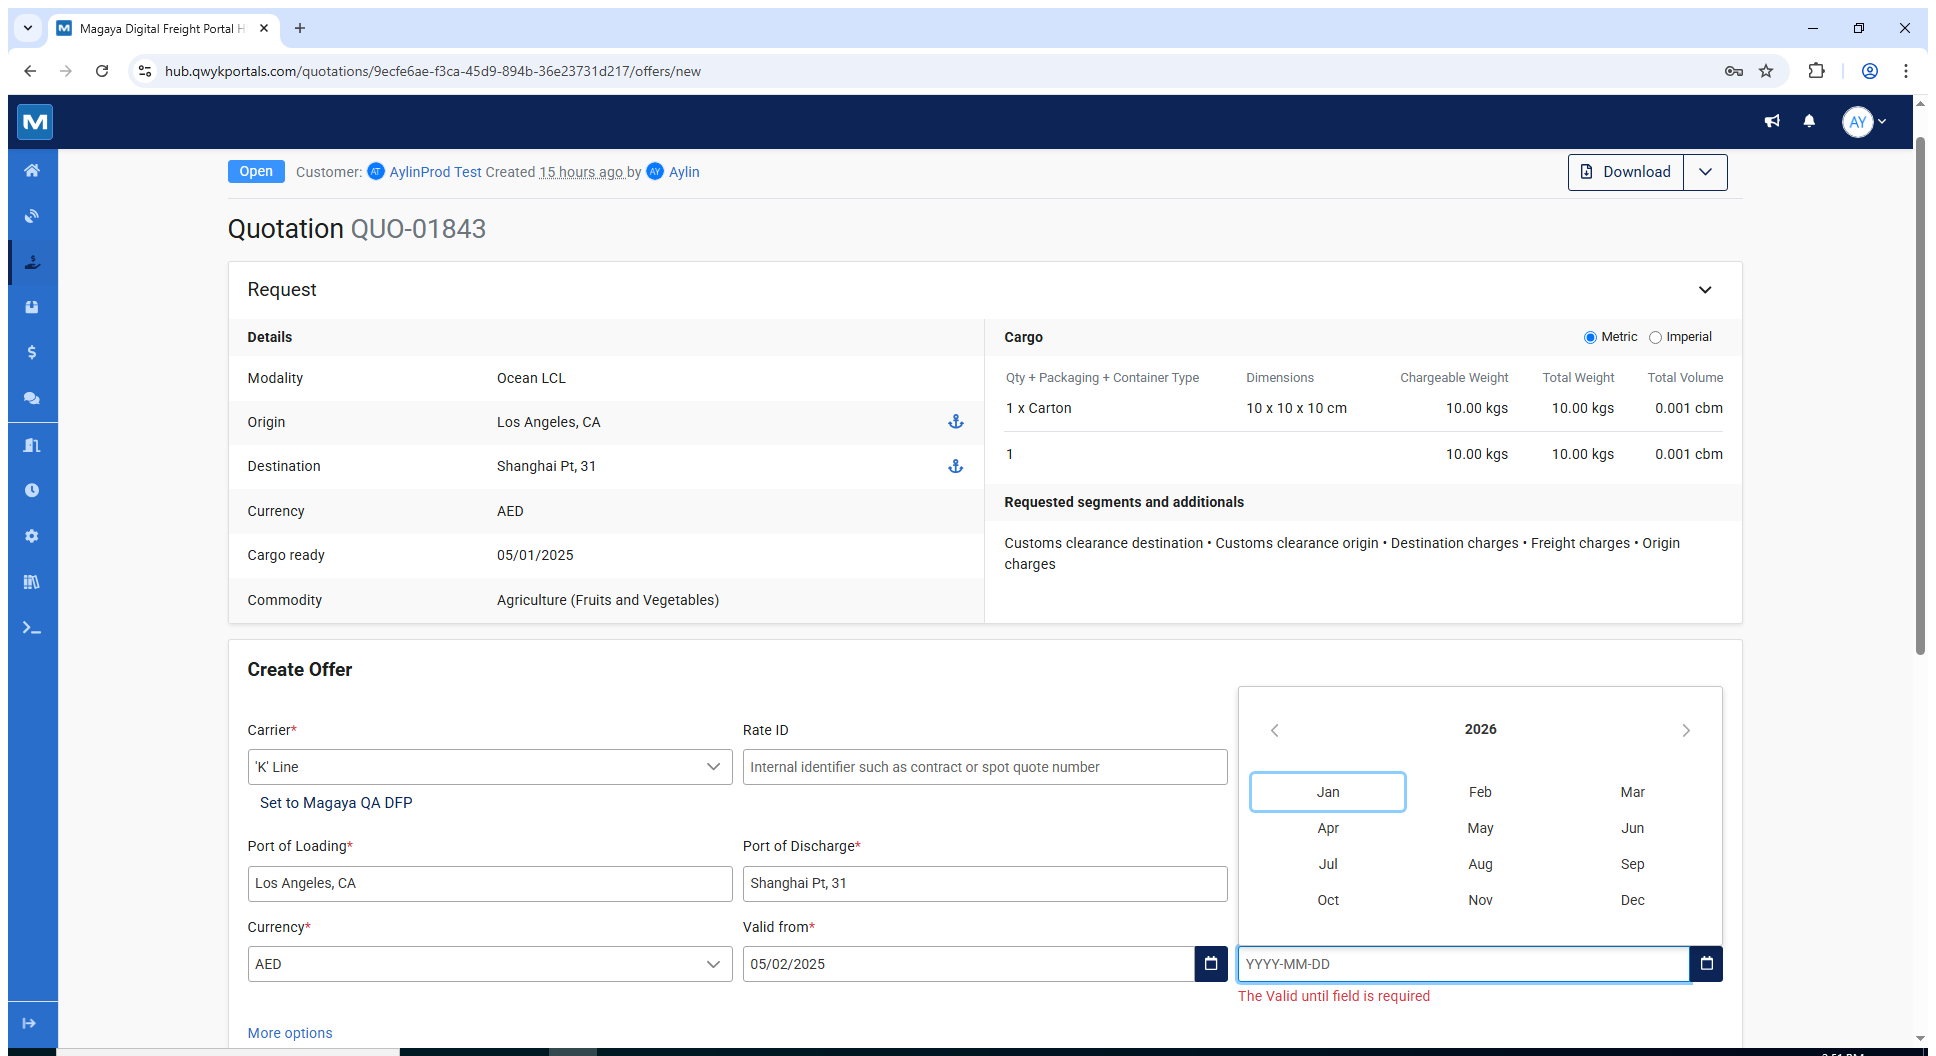 Magaya Digital Freight Portal H
hub.qwykportals.com/quotations/9ecfe6ae-f3ca-45d9-894b-36e23731d217/offers/new
AY
Open Customer: AT AylinProd Test Created 15 hours ago by AY Aylin
Download
Quotation QUO-01843
Request
Details
Modality Ocean LCL
Origin Los Angeles, CA
Destination Shanghai Pt, 31
Currency AED
Cargo ready 05/01/2025
Commodity Agriculture (Fruits and Vegetables)
Cargo Metric Imperial
Qty + Packaging + Container Type Dimensions Chargeable Weight Total Weight Total Volume
1 x Carton 10 x 10 x 10 cm 10.00 kgs 10.00 kgs 0.001 cbm
1 10.00 kgs 10.00 kgs 0.001 cbm
Requested segments and additionals
Customs clearance destination • Customs clearance origin • Destination charges • Freight charges • Origin
charges
Create Offer
Carrier* Rate ID
'K' Line Internal identifier such as contract or spot quote number
Set to Magaya QA DFP
Port of Loading* Port of Discharge*
Los Angeles, CA Shanghai Pt, 31
Currency* Valid from*
AED 05/02/2025 YYYY-MM-DD
The Valid until field is required
2026
Jan Feb Mar
Apr May Jun
Jul Aug Sep
Oct Nov Dec
More options